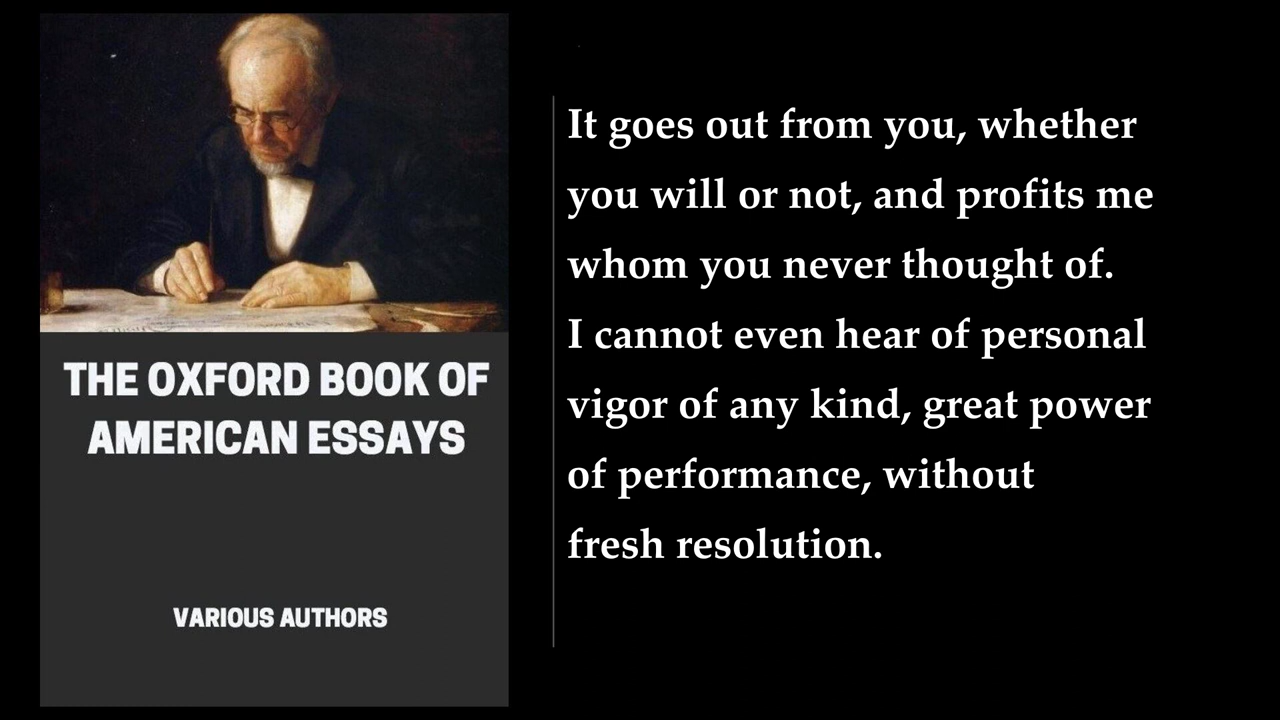 THE OXFORD BOOK OF
AMERICAN ESSAYS
VARIOUS AUTHORS
It goes out from you, whether
you will or not, and profits me
whom you never thought of.
I cannot even hear of personal
vigor of any kind, great power
of performance, without
fresh resolution.